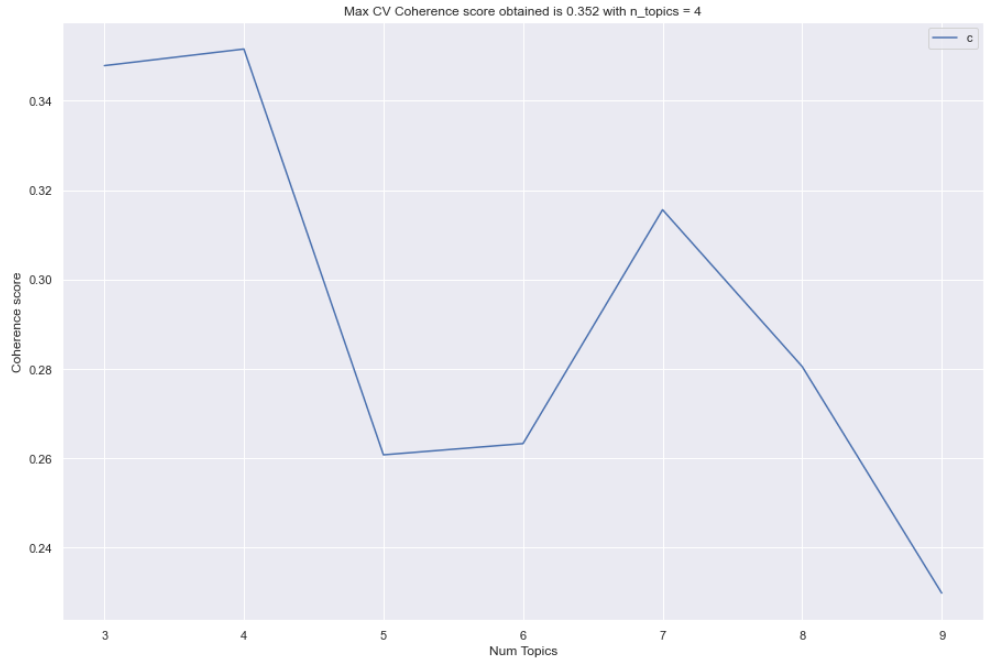 Max CV Coherence score obtained is 0.352 with n_topics = 4
c
0.34
0.32
0.30
0.28
0.26
0.24
Coherence score
3 4 5 6 7 8 9
Num Topics